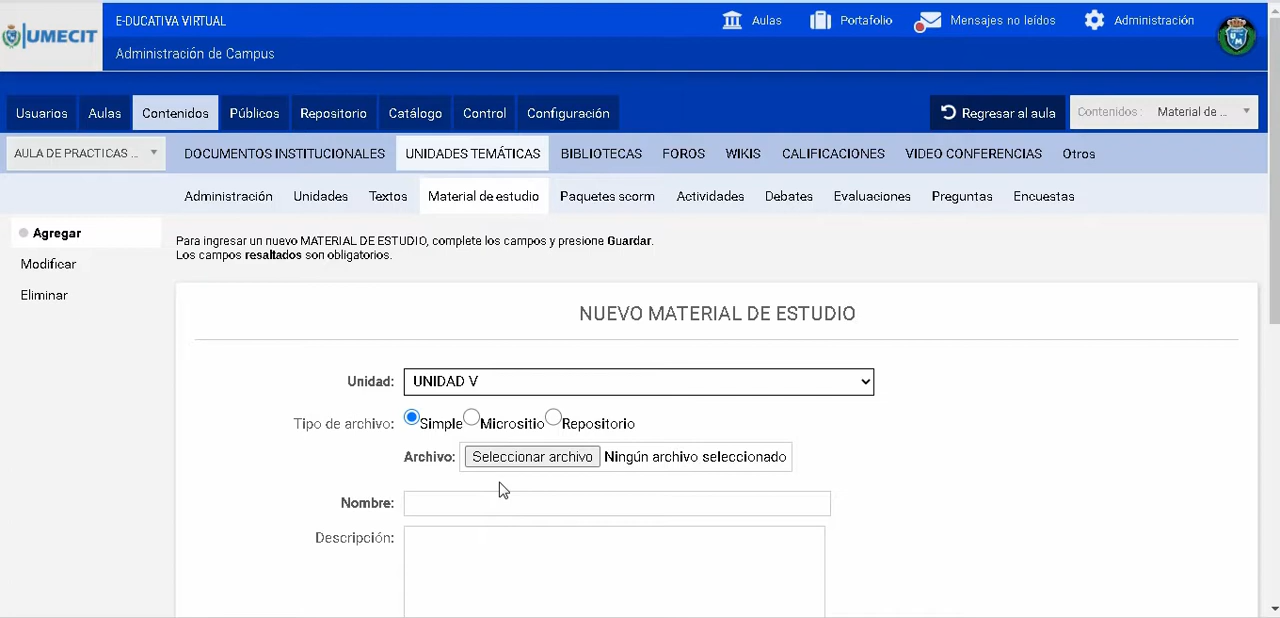 UMECIT
E-DUCATIVA VIRTUAL
Administración de Campus
Aulas Portafolio Mensajes no leídos Administración
Usuarios Aulas Contenidos Públicos Repositorio Catálogo Control Configuración Regresar al aula Contenidos: Material de ...
AULA DE PRACTICAS ... DOCUMENTOS INSTITUCIONALES UNIDADES TEMÁTICAS BIBLIOTECAS FOROS WIKIS CALIFICACIONES VIDEO CONFERENCIAS Otros
Administración Unidades Textos Material de estudio Paquetes scorm Actividades Debates Evaluaciones Preguntas Encuestas
Agregar
Modificar
Eliminar
Para ingresar un nuevo MATERIAL DE ESTUDIO, complete los campos y presione Guardar.
Los campos resaltados son obligatorios.
NUEVO MATERIAL DE ESTUDIO
Unidad: UNIDAD V
Tipo de archivo: Simple Micrositio Repositorio
Archivo: Seleccionar archivo Ningún archivo seleccionado
Nombre:
Descripción: